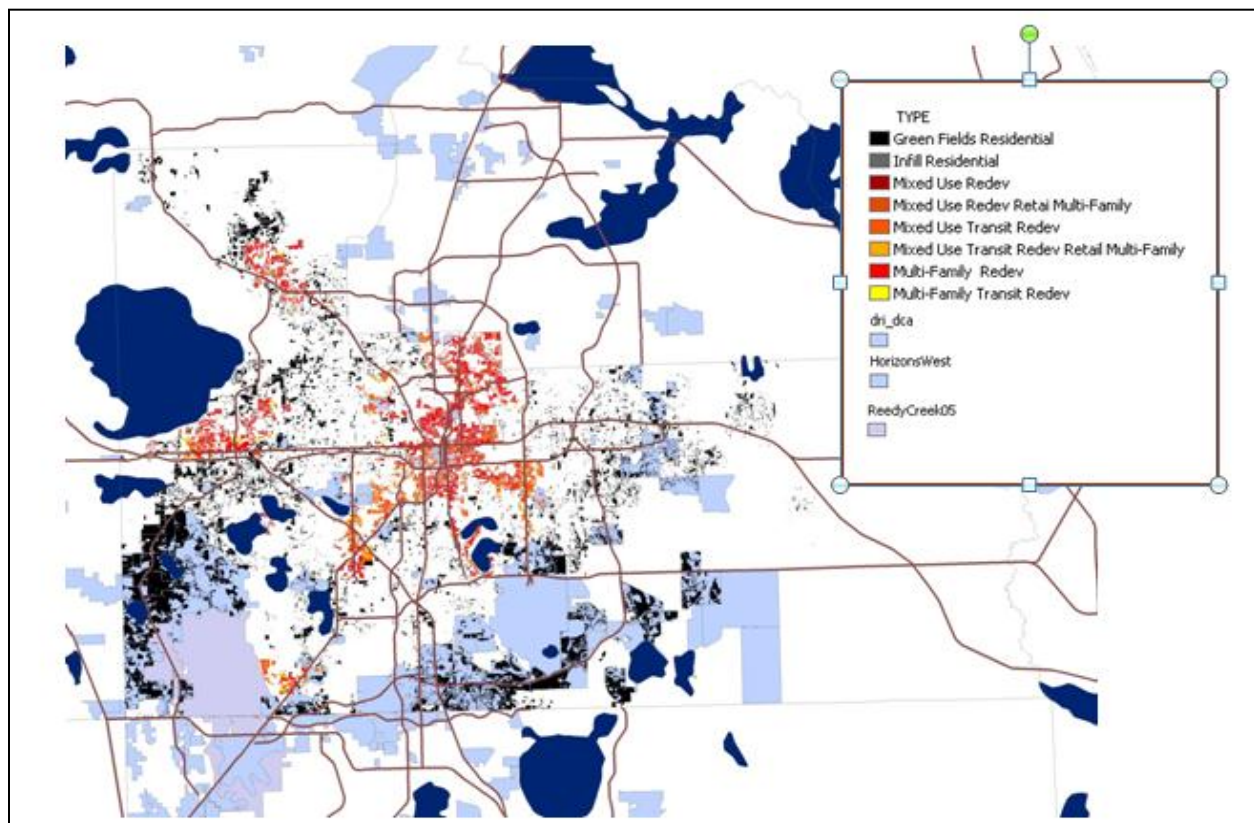 TYPE
Green Fields Residential
Infill Residential
Mixed Use Redev
Mixed Use Redev Retai Multi-Family
Mixed Use Transit Redev
Mixed Use Transit Redev Retail Multi-Family
Multi-Family Redev
Multi-Family Transit Redev
dri_dca
HorizonsWest
ReedyCreek05